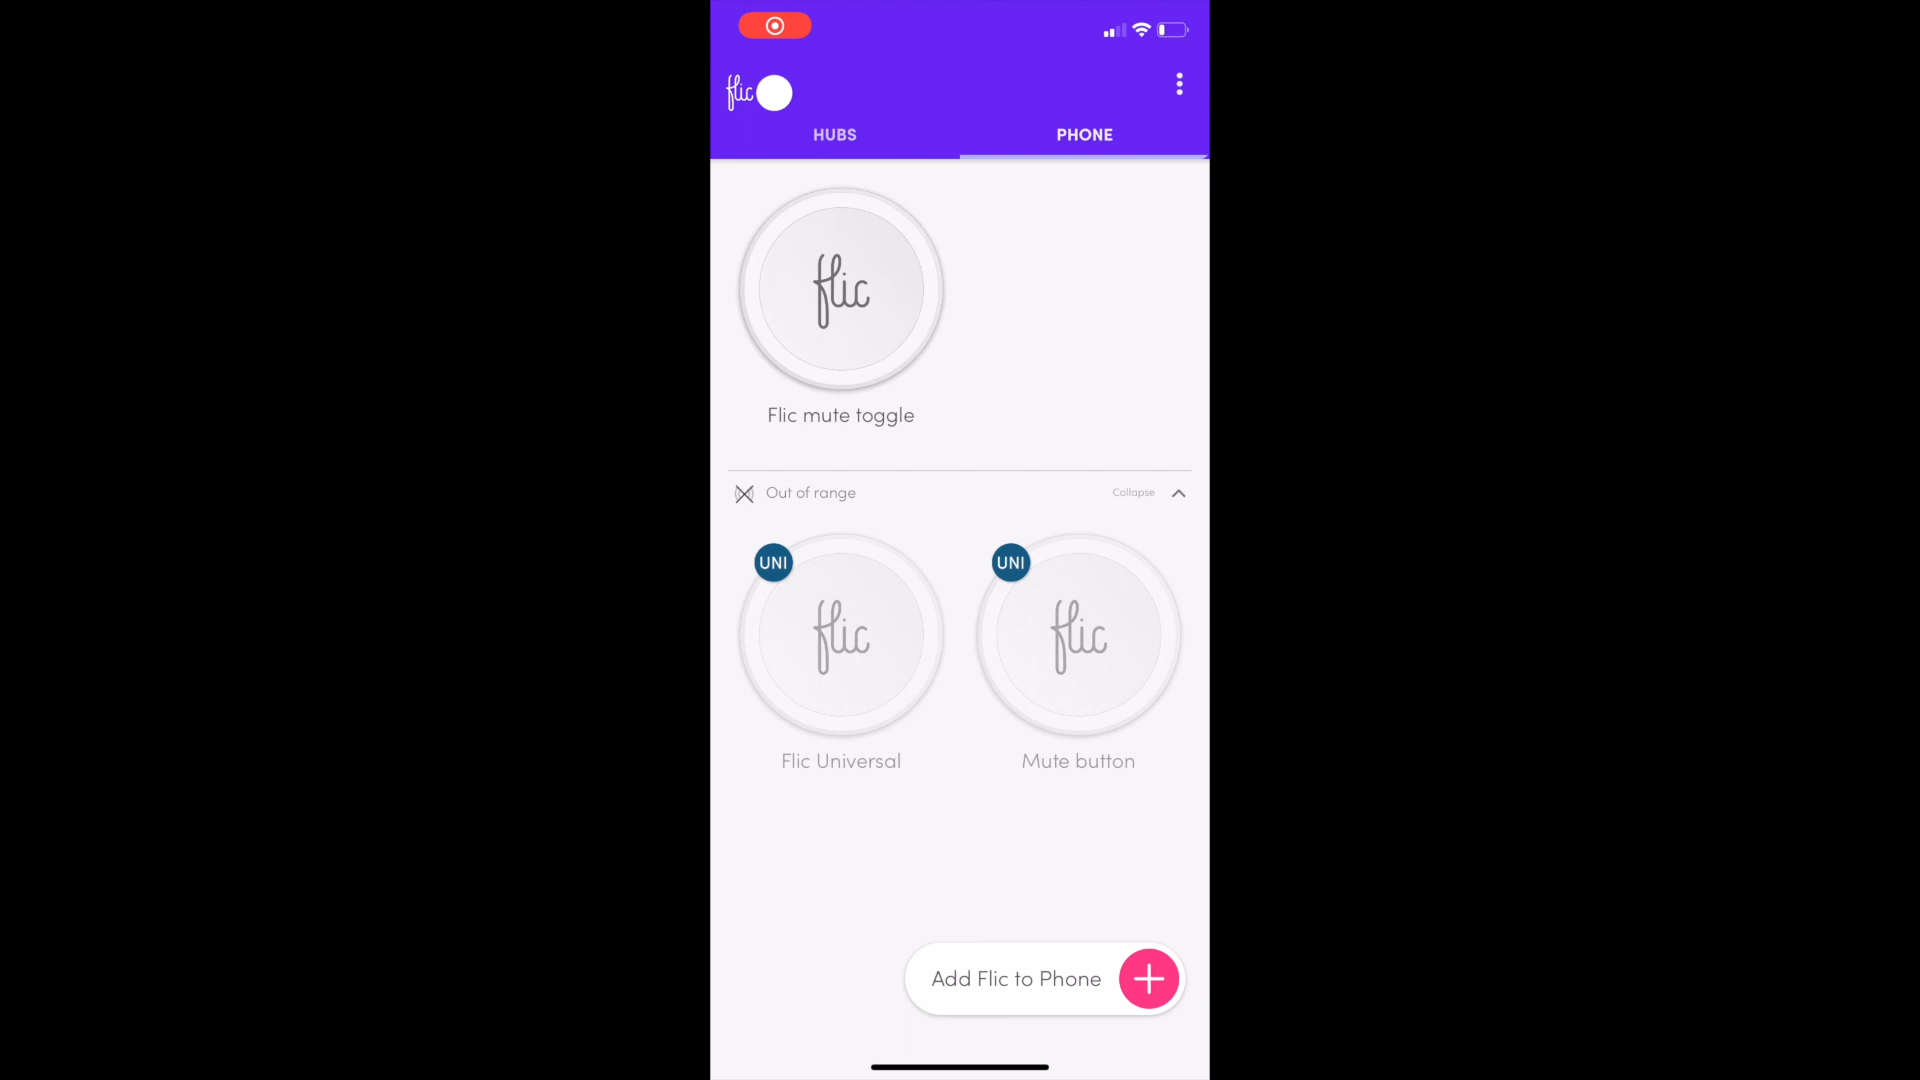 flic
HUBS PHONE
flic
Flic mute toggle
Out of range Collapse
UNI UNI
flic flic
Flic Universal Mute button
Add Flic to Phone